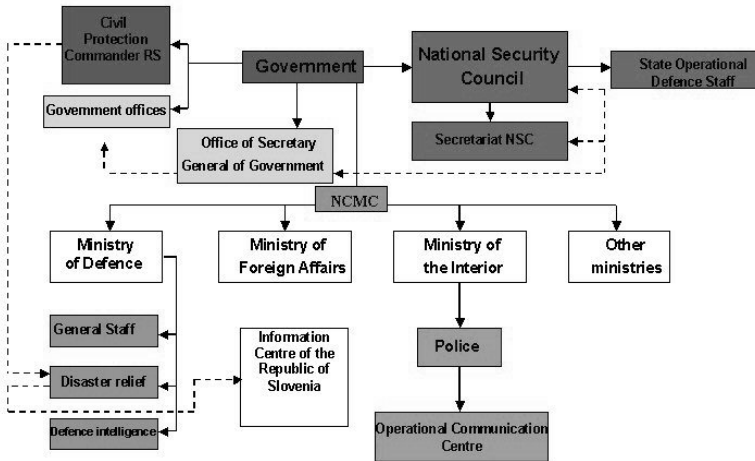 Civil
Protection
Commander RS
Government
National Security
Council
State Operational
Defence Staff
Government offices
Office of Secretary
General of Government
Secretariat NSC
NCMC
Ministry
of Defence
Ministry of
Foreign Affairs
Ministry of
the Interior
Other
ministries
General Staff
Information
Centre of the
Republic of
Slovenia
Police
Disaster relief
Defence intelligence
Operational Communication
Centre